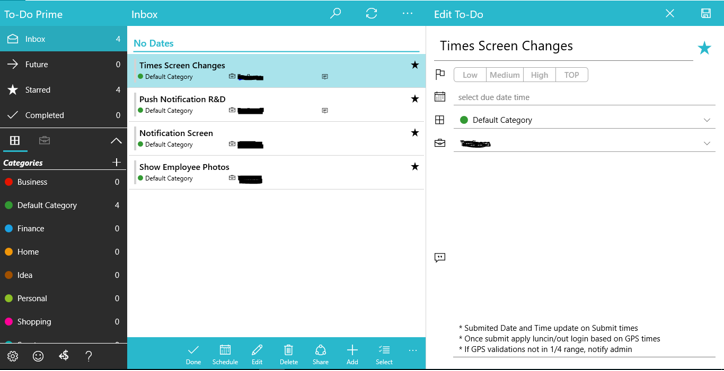 To-Do Prime
Inbox 4
Future 0
Starred 4
Completed 0
Categories
Business 0
Default Category 4
Finance 0
Home 0
Idea 0
Personal 0
Shopping 0
Inbox
No Dates
Times Screen Changes
Default Category
Push Notification R&D
Default Category
Notification Screen
Default Category
Show Employee Photos
Default Category
Done Schedule Edit Delete Share Add Select
Edit To-Do
Times Screen Changes
Low Medium High TOP
select due date time
Default Category
* Submited Date and Time update on Submit times
* Once submit apply luncin/out login based on GPS times
* If GPS validations not in 1/4 range, notify admin